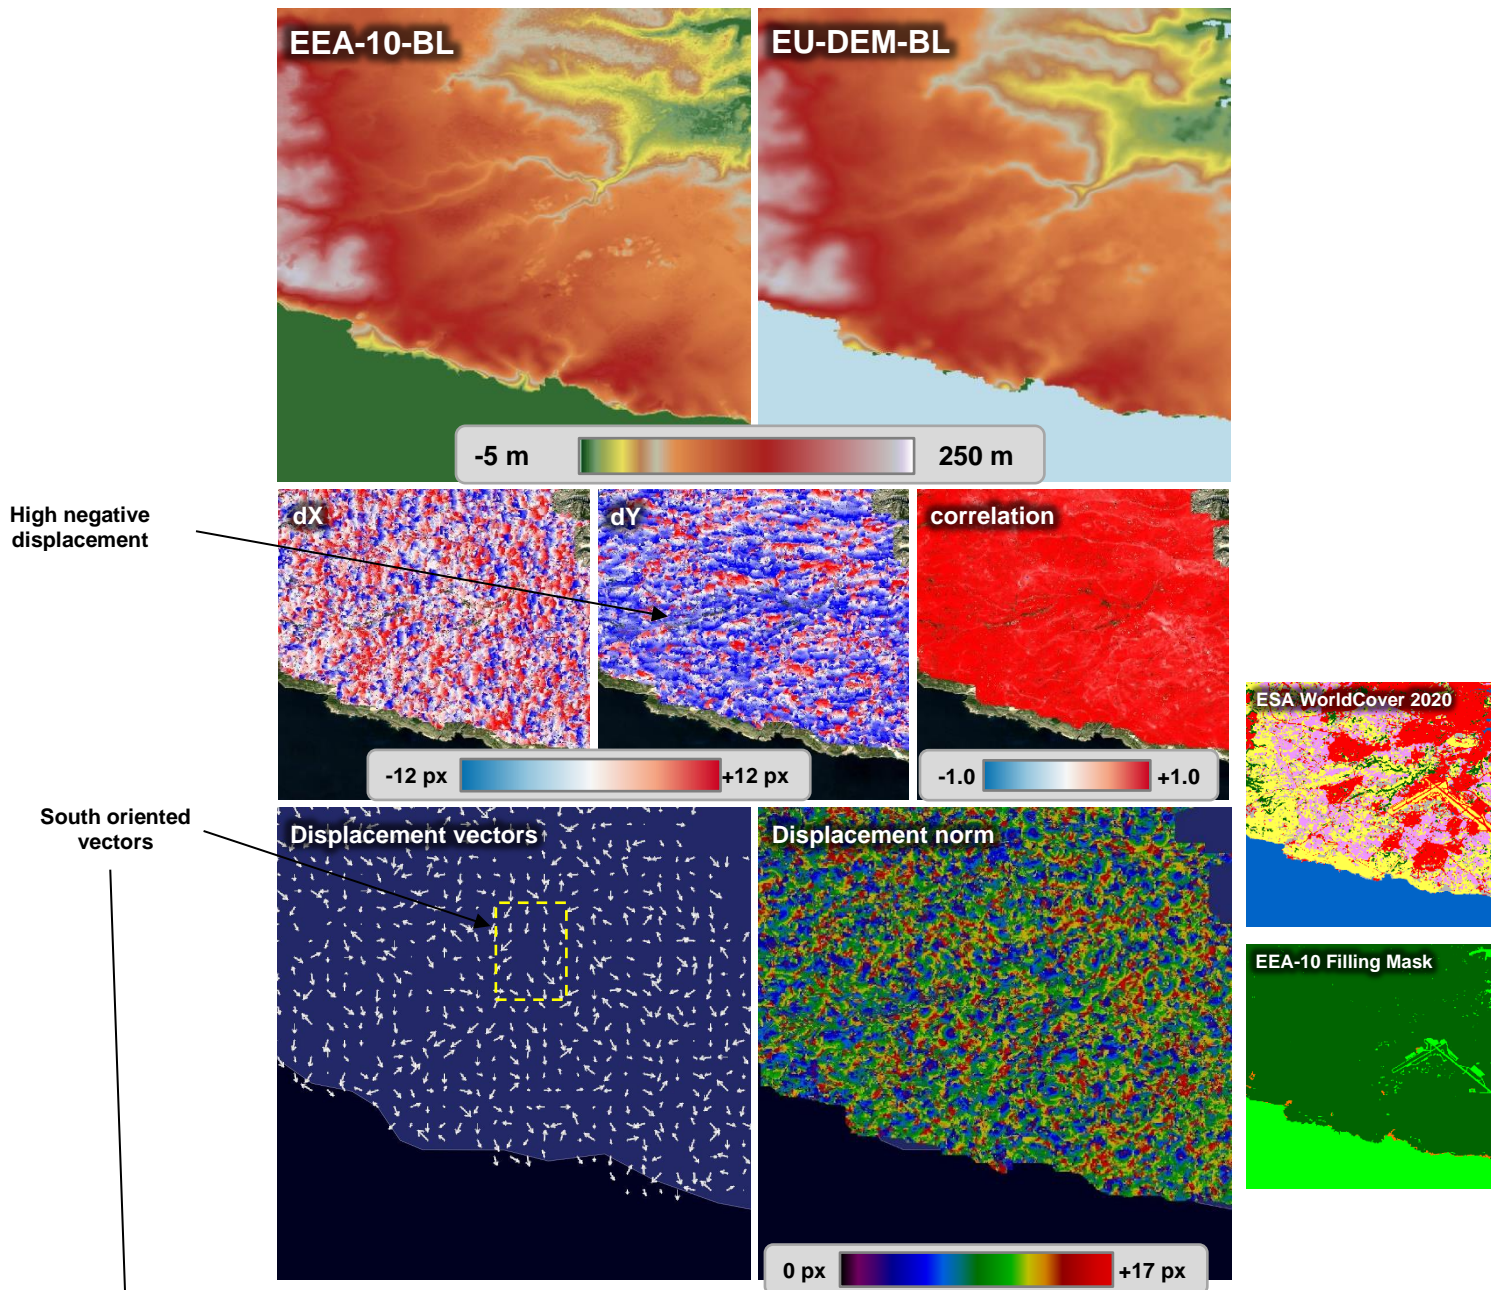 EEA-10-BL
EU-DEM-BL
-5 m
250 m
High negative
displacement
dX
dY
correlation
-12 px
+12 px
-1.0
+1.0
ESA WorldCover 2020
South oriented
vectors
Displacement vectors
Displacement norm
EEA-10 Filling Mask
0 px
+17 px